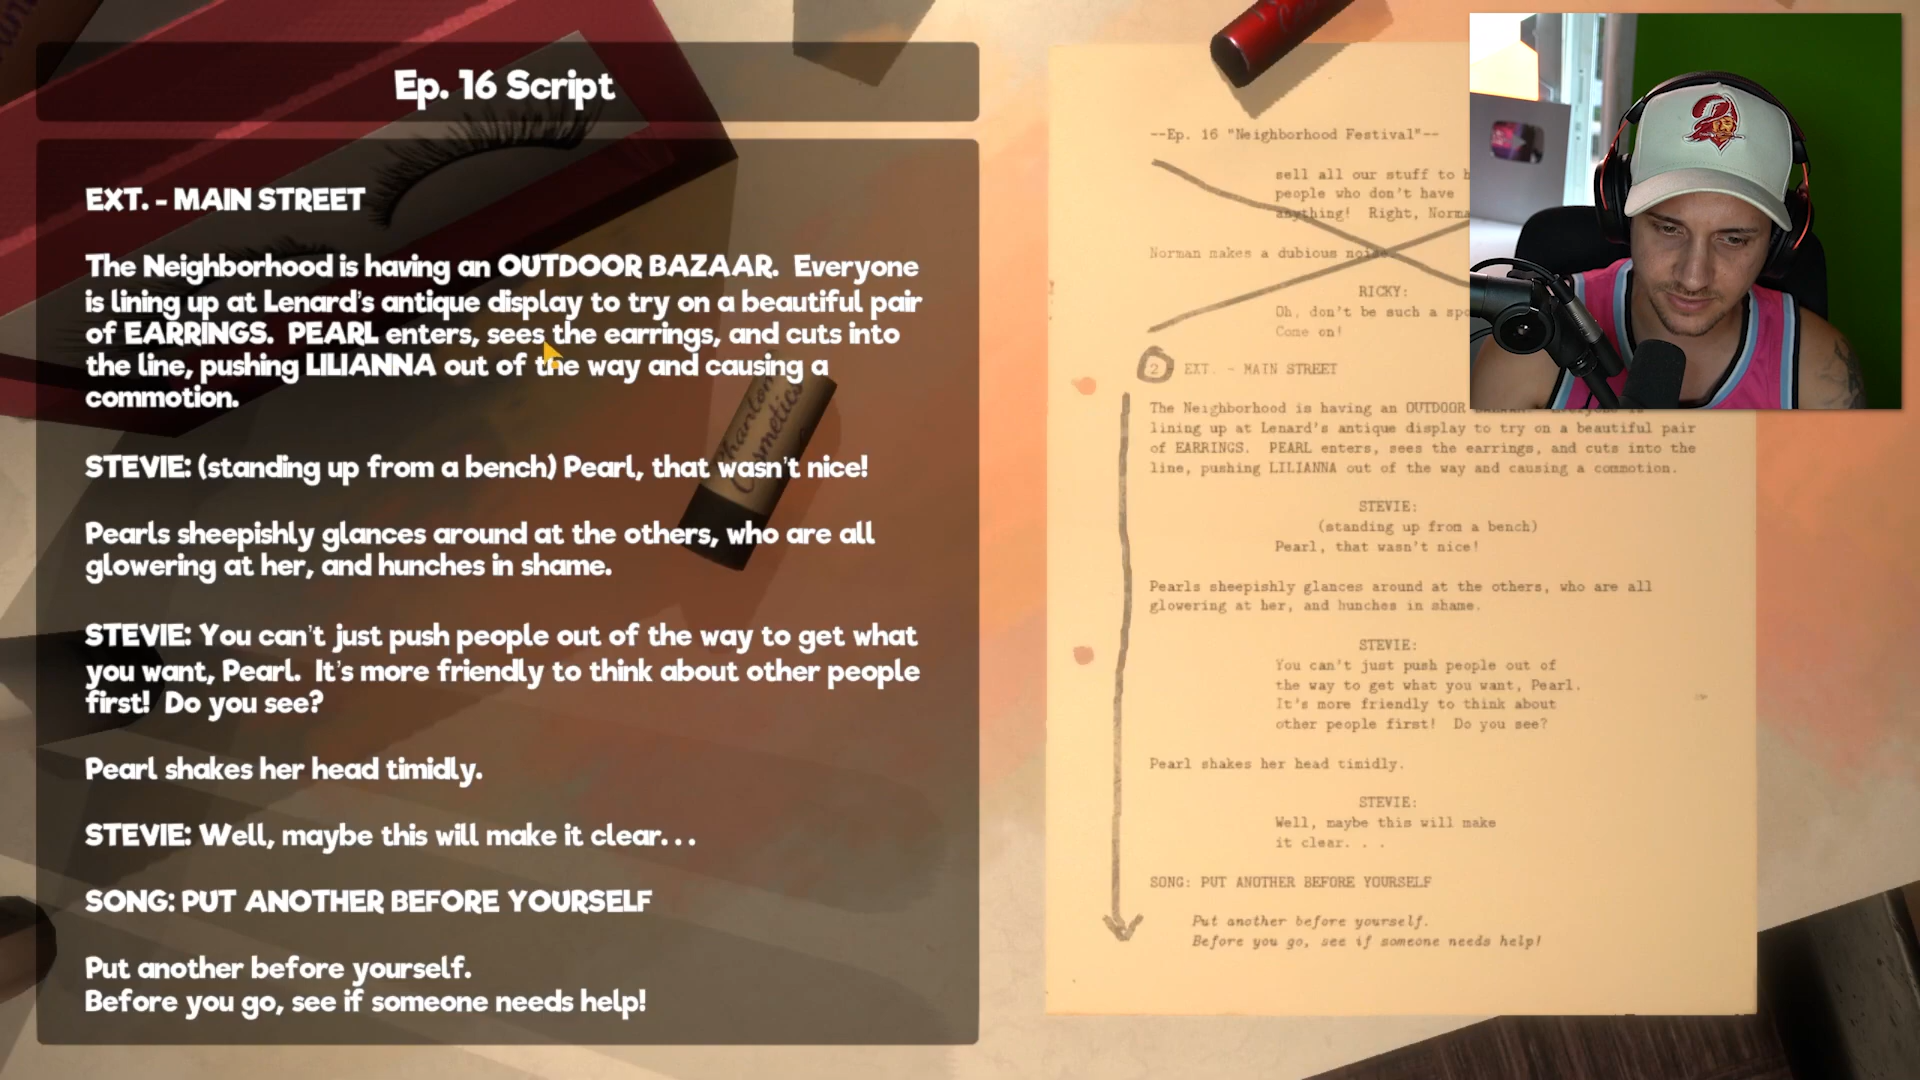 Ep. 16 Script
EXT. - MAIN STREET
The Neighborhood is having an OUTDOOR BAZAAR.  Everyone
is lining up at Lenard's antique display to try on a beautiful pair
of EARRINGS.  PEARL enters, sees the earrings, and cuts into
the line, pushing LILIANNA out of the way and causing a
commotion.
STEVIE: (standing up from a bench) Pearl, that wasn't nice!
Pearls sheepishly glances around at the others, who are all
glowering at her, and hunches in shame.
STEVIE: You can't just push people out of the way to get what
you want, Pearl.  It's more friendly to think about other people
first!  Do you see?
Pearl shakes her head timidly.
STEVIE: Well, maybe this will make it clear...
SONG: PUT ANOTHER BEFORE YOURSELF
Put another before yourself.
Before you go, see if someone needs help!
Cosmetics
--Ep. 16 "Neighborhood Festival"--
sell all our stuff to
people who don't have
anything!  Right,
Norman makes a dubious noise.
RICKY:
Oh, don't be such a
Come on!
2 EXT. - MAIN STREET
The Neighborhood is having an OUTDOOR
lining up at Lenard's antique display to try on a beautiful pair
of EARRINGS.  PEARL enters, sees the earrings, and cuts into the
line, pushing LILIANNA out of the way and causing a commotion.
STEVIE:
(standing up from a bench)
Pearl, that wasn't nice!
Pearls sheepishly glances around at the others, who are all
glowering at her, and hunches in shame.
STEVIE:
You can't just push people out of
the way to get what you want, Pearl.
It's more friendly to think about
other people first!  Do you see?
Pearl shakes her head timidly.
STEVIE:
Well, maybe this will make
it clear. . .
SONG: PUT ANOTHER BEFORE YOURSELF
Put another before yourself.
Before you go, see if someone needs help!